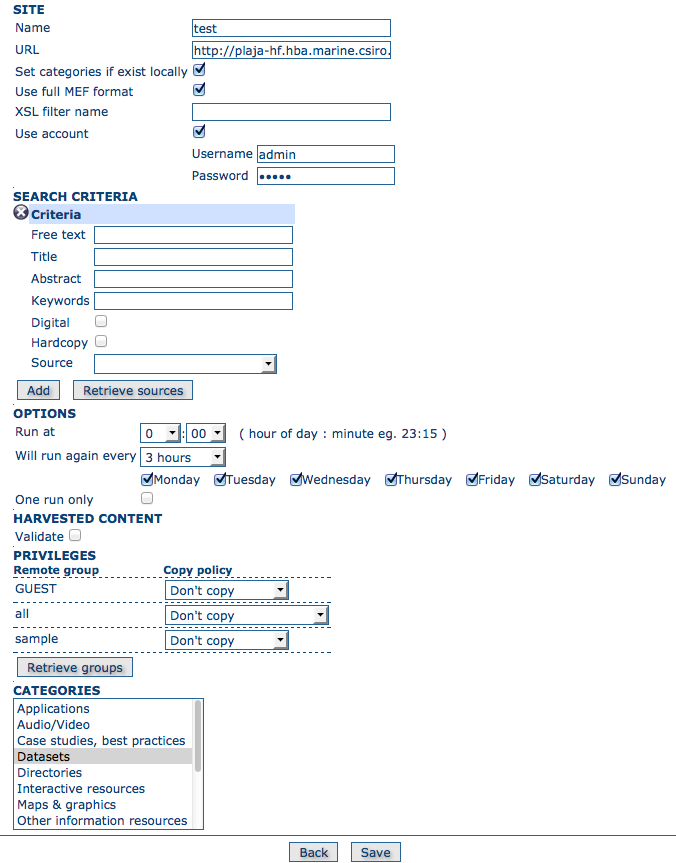 SITE
Name test
URL http://plaja-hf.hba.marine.csiro.
Set categories if exist locally
Use full MEF format
XSL filter name
Use account
Username admin
Password •••••
SEARCH CRITERIA
Criteria
Free text
Title
Abstract
Keywords
Digital
Hardcopy
Source
Add Retrieve sources
OPTIONS
Run at 0 : 00 ( hour of day : minute eg. 23:15 )
Will run again every 3 hours
Monday Tuesday Wednesday Thursday Friday Saturday Sunday
One run only
HARVESTED CONTENT
Validate
PRIVILEGES
Remote group Copy policy
GUEST Don't copy
all Don't copy
sample Don't copy
Retrieve groups
CATEGORIES
Applications
Audio/Video
Case studies, best practices
Datasets
Directories
Interactive resources
Maps & graphics
Other information resources
Back Save